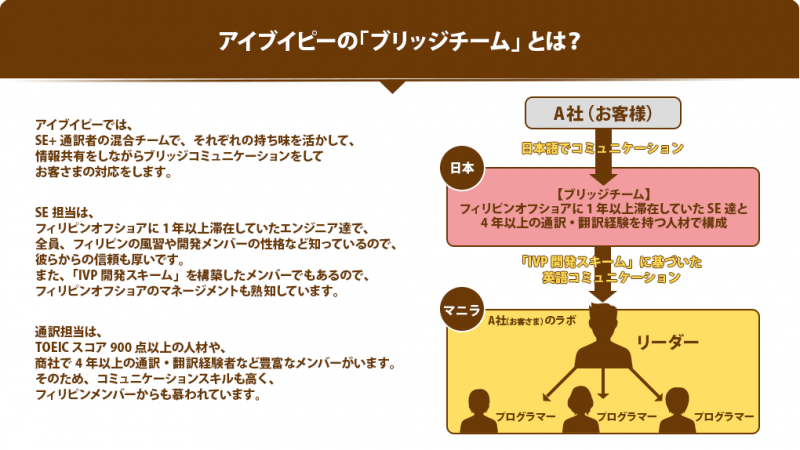 アイブイピーの「ブリッジチーム」とは？
アイブイピーでは、
SE+ 通訳者の混合チームで、それぞれの持ち味を活かして、
情報共有をしながらブリッジコミュニケーションをして
お客さまの対応をします。
SE 担当は、
フィリピンオフショアに 1 年以上滞在していたエンジニア達で、
全員、フィリピンの風習や開発メンバーの性格など知っているので、
彼らからの信頼も厚いです。
また、「IVP 開発スキーム」を構築したメンバーでもあるので、
フィリピンオフショアのマネージメントも熟知しています。
通訳担当は、
TOEIC スコア 900 点以上の人材や、
商社で 4 年以上の通訳・翻訳経験者など豊富なメンバーがいます。
そのため、コミュニケーションスキルも高く、
フィリピンメンバーからも慕われています。
A 社（お客様）
日本語でコミュニケーション
日本
【ブリッジチーム】
フィリピンオフショアに 1 年以上滞在していた SE 達と
4 年以上の通訳・翻訳経験を持つ人材で構成
「IVP 開発スキーム」に基づいた
英語コミュニケーション
マニラ
A社(お客さま)のラボ
リーダー
プログラマー
プログラマー
プログラマー